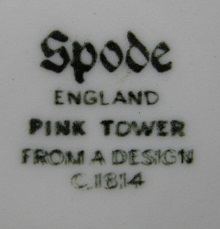 Spode
ENGLAND
PINK TOWER
FROM A DESIGN
C.1814